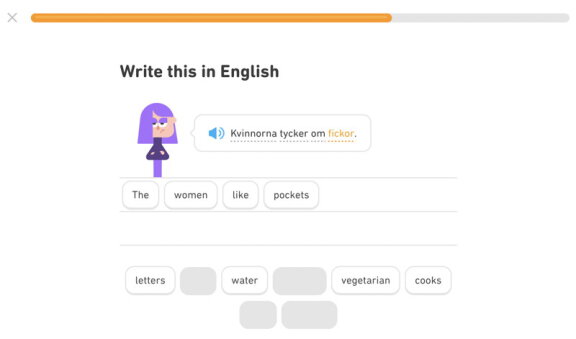 Write this in English
Kvinnorna tycker om fickor.
The women like pockets
letters water vegetarian cooks